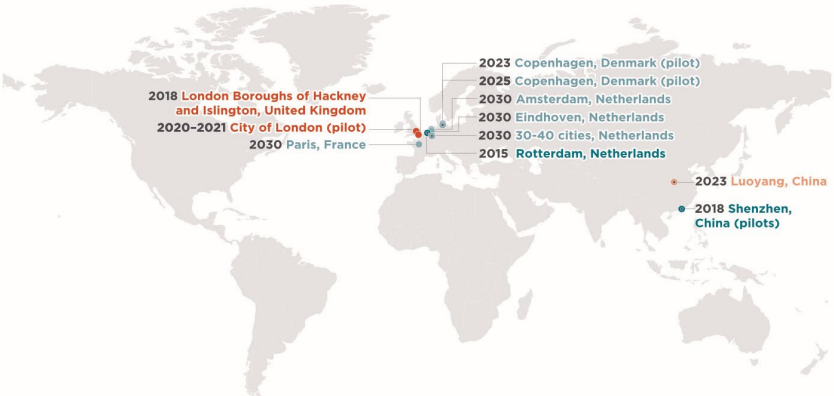 2018 London Boroughs of Hackney
and Islington, United Kingdom
2020–2021 City of London (pilot)
2030 Paris, France
2023 Copenhagen, Denmark (pilot)
2025 Copenhagen, Denmark (pilot)
2030 Amsterdam, Netherlands
2030 Eindhoven, Netherlands
2030 30-40 cities, Netherlands
2015 Rotterdam, Netherlands
2023 Luoyang, China
2018 Shenzhen,
China (pilots)